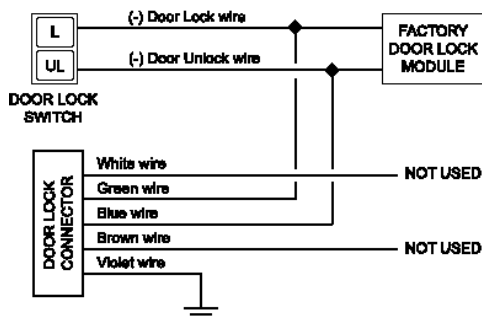 (-) Door Lock wire
L
FACTORY
DOOR LOCK
MODULE
(-) Door Unlock wire
UL
DOOR LOCK
SWITCH
White wire
NOT USED
Green wire
DOOR LOCK
CONNECTOR
Blue wire
Brown wire
NOT USED
Violet wire